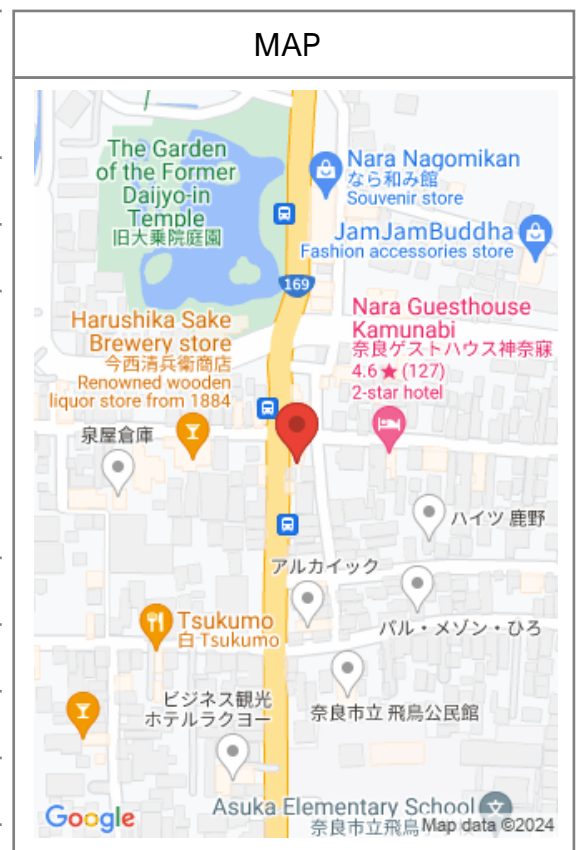 MAP
The Garden
of the Former
Daijyo-in
Temple
旧大乗院庭園
Nara Nagomikan
なら和み館
Souvenir store
JamJamBuddha
Fashion accessories store
169
Nara Guesthouse
Kamunabi
奈良ゲストハウス神奈寐
4.6★(127)
2-star hotel
Harushika Sake
Brewery store
今西清兵衛商店
Renowned wooden
liquor store from 1884
泉屋倉庫
ハイツ 鹿野
アルカイック
パル・メゾン・ひろ
Tsukumo
白 Tsukumo
ビジネス観光
ホテルラクヨー
奈良市立 飛鳥公民館
Asuka Elementary School
奈良市立飛鳥
Google
Map data ©2024